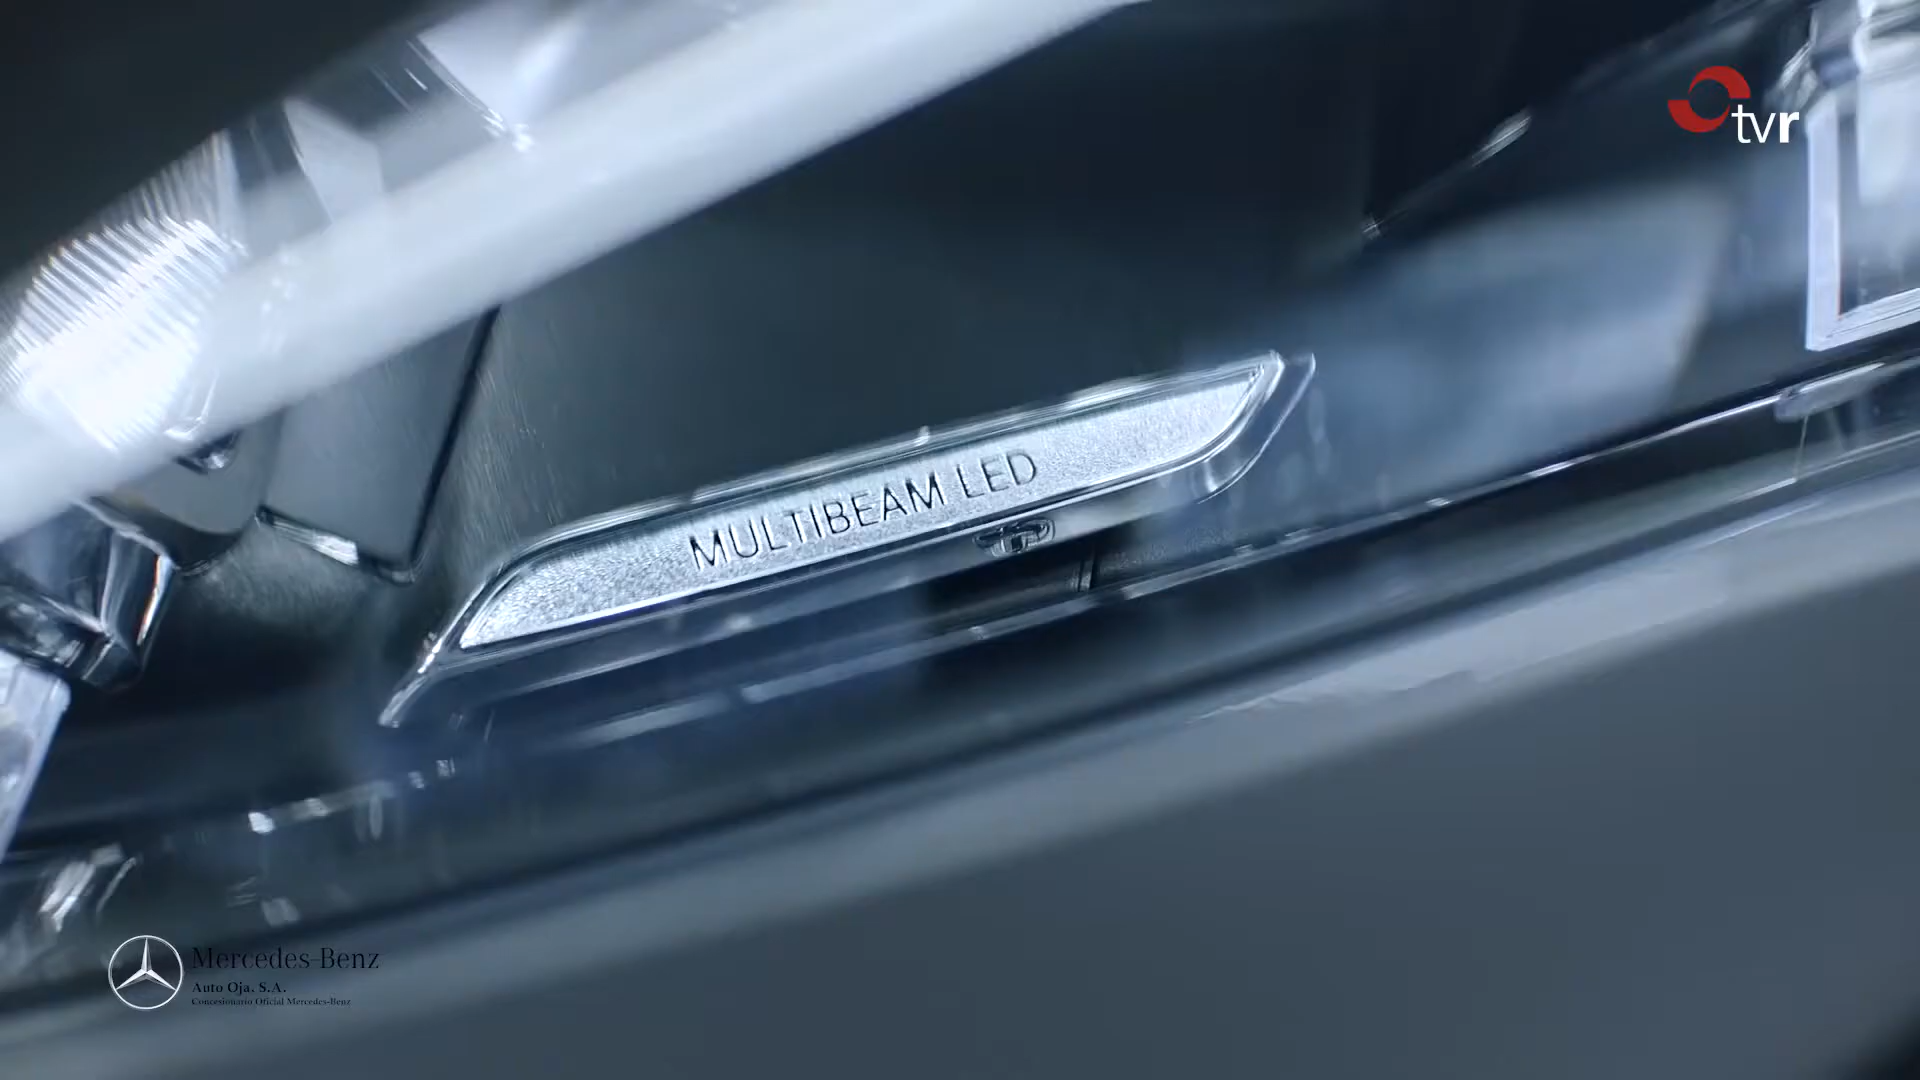 tvr
MULTIBEAM LED
Mercedes-Benz
Auto Oja, S.A.
Concesionario Oficial Mercedes-Benz